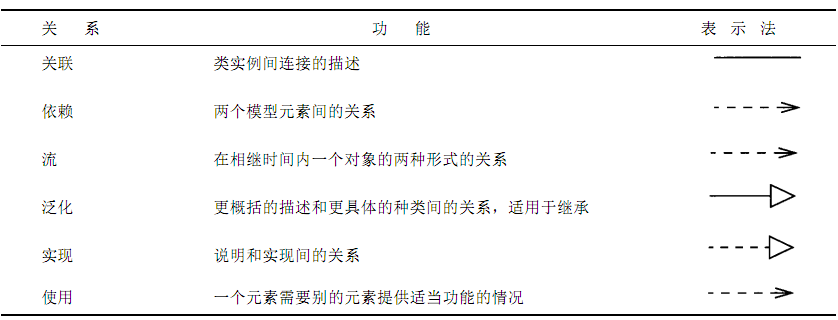 关 系 功 能 表 示 法
关联 类实例间连接的描述
依赖 两个模型元素间的关系
流 在相继时间内一个对象的两种形式的关系
泛化 更概括的描述和更具体的种类间的关系，适用于继承
实现 说明和实现间的关系
使用 一个元素需要别的元素提供适当功能的情况